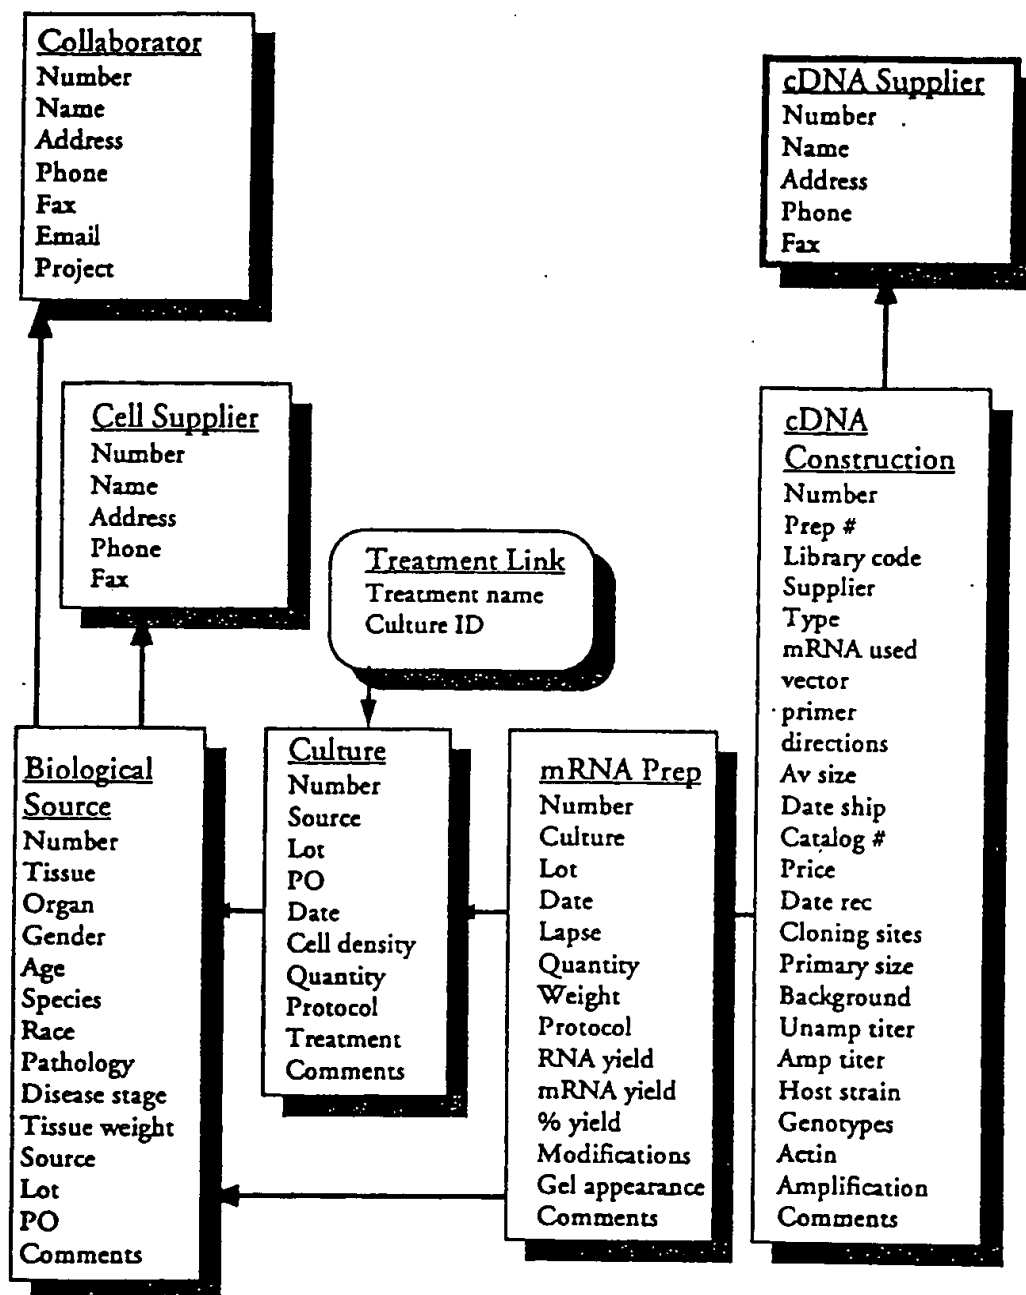 Collaborator
Number
Name
Address
Phone
Fax
Email
Project
cDNA Supplier
Number
Name
Address
Phone
Fax
Cell Supplier
Number
Name
Address
Phone
Fax
Treatment Link
Treatment name
Culture ID
Biological
Source
Number
Tissue
Organ
Gender
Age
Species
Race
Pathology
Disease stage
Tissue weight
Source
Lot
PO
Comments
Culture
Number
Source
Lot
PO
Date
Cell density
Quantity
Protocol
Treatment
Comments
mRNA Prep
Number
Culture
Lot
Date
Lapse
Quantity
Weight
Protocol
RNA yield
mRNA yield
% yield
Modifications
Gel appearance
Comments
cDNA
Construction
Number
Prep #
Library code
Supplier
Type
mRNA used
vector
primer
directions
Av size
Date ship
Catalog #
Price
Date rec
Cloning sites
Primary size
Background
Unamp titer
Amp titer
Host strain
Genotypes
Actin
Amplification
Comments